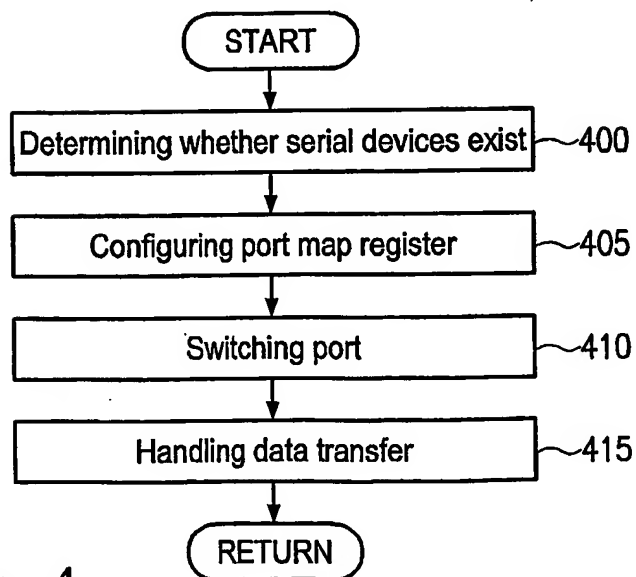 START
Determining whether serial devices exist 400
Configuring port map register 405
Switching port 410
Handling data transfer 415
RETURN
4